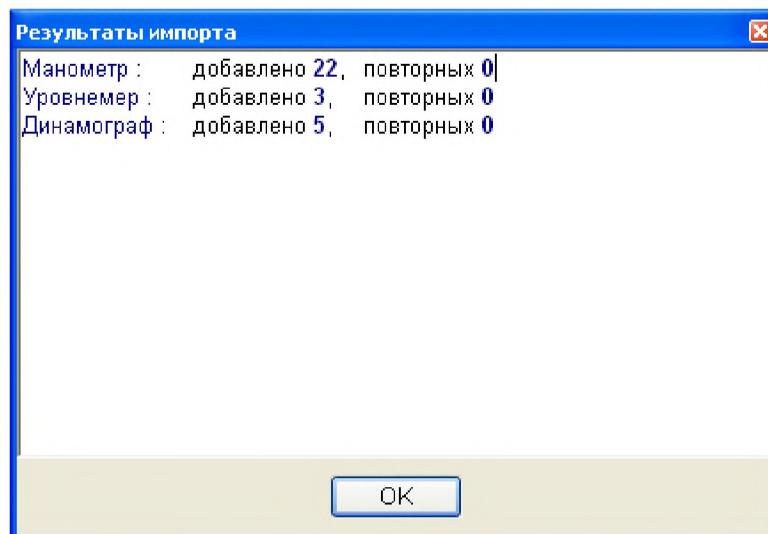 Результаты импорта
Манометр : добавлено 22, повторных 0
Уровнемер : добавлено 3, повторных 0
Динамограф : добавлено 5, повторных 0
OK